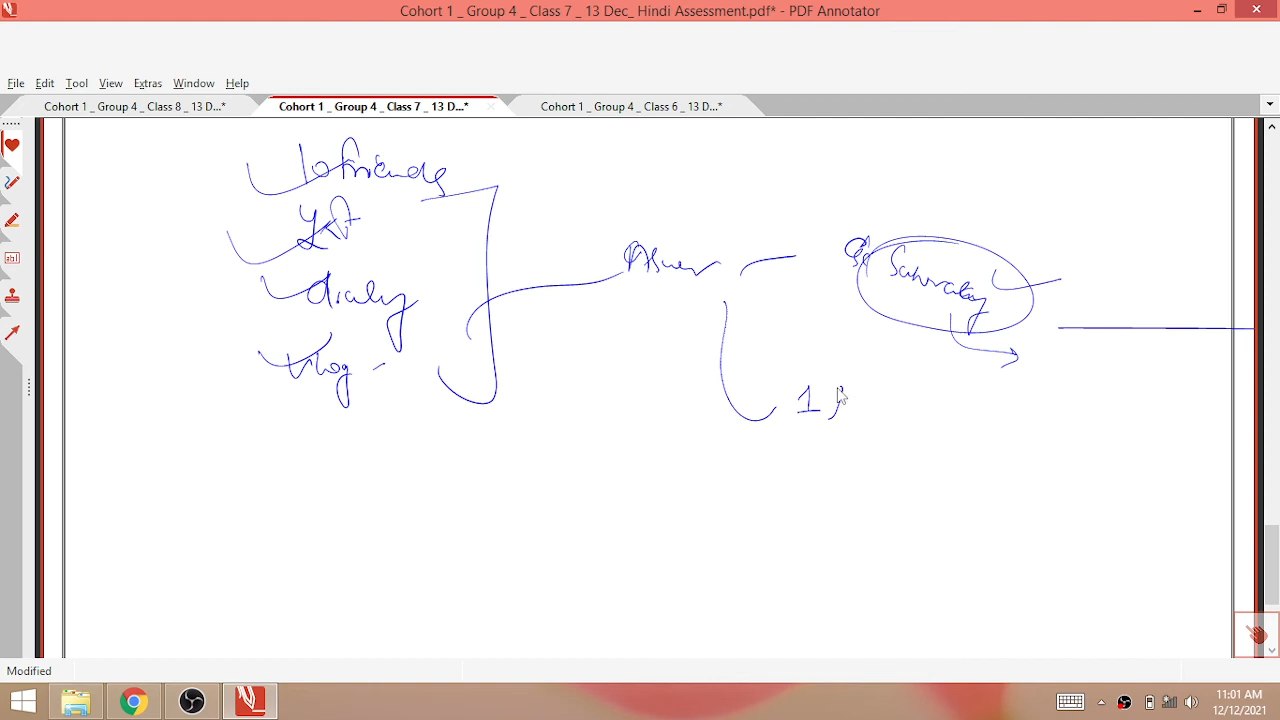 Cohort 1 _ Group 4 _ Class 7 _ 13 Dec_ Hindi Assessment.pdf* - PDF Annotator
File Edit Tool View Extras Window Help
Cohort 1 _ Group 4 _ Class 8 _ 13 D...* Cohort 1 _ Group 4 _ Class 7 _ 13 D...* Cohort 1 _ Group 4 _ Class 6 _ 13 D...*
10 friends
diary
Vlog -
Saturday
1
Modified
11:01 AM
12/12/2021